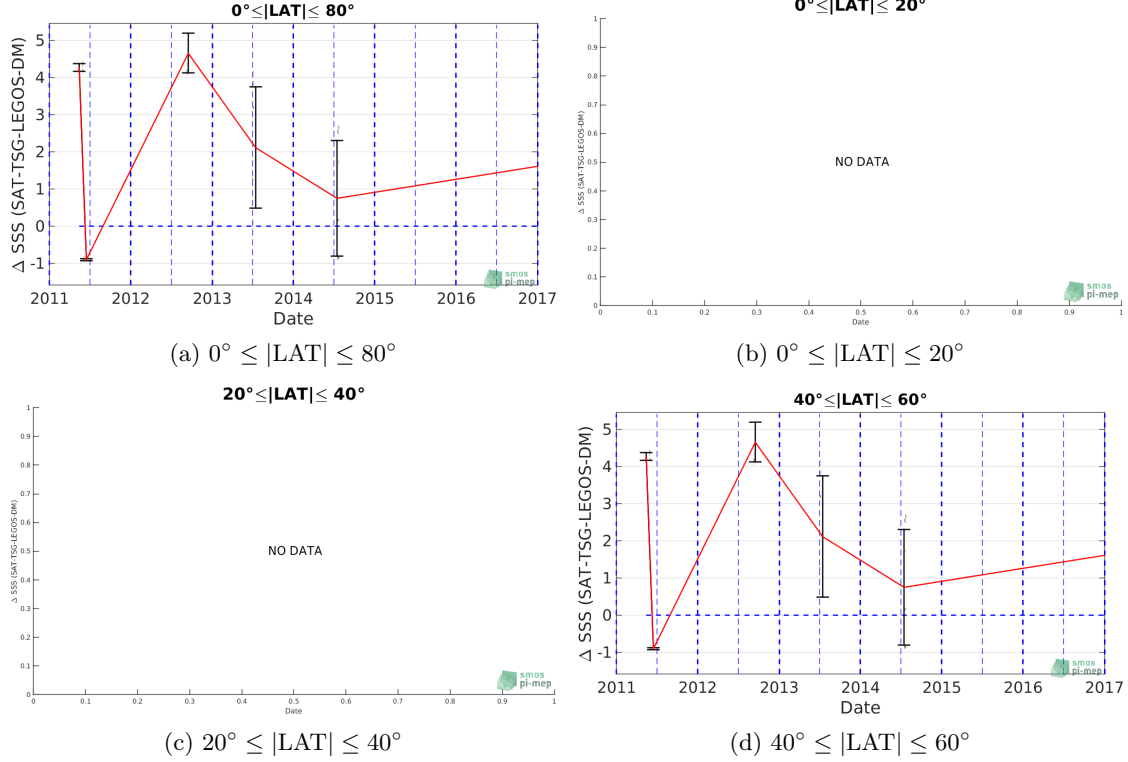 0°≤|LAT|≤ 80°
Δ SSS (SAT-TSG-LEGOS-DM)
5
4
3
2
1
0
-1
2011 2012 2013 2014 2015 2016 2017
Date
smos
pi-mep
(a) 0° ≤ |LAT| ≤ 80°
0°≤|LAT|≤ 20°
Δ SSS (SAT-TSG-LEGOS-DM)
1
0.9
0.8
0.7
0.6
0.5
0.4
0.3
0.2
0.1
0
NO DATA
0 0.1 0.2 0.3 0.4 0.5 0.6 0.7 0.8 0.9 1
Date
smos
pi-mep
(b) 0° ≤ |LAT| ≤ 20°
20°≤|LAT|≤ 40°
Δ SSS (SAT-TSG-LEGOS-DM)
1
0.9
0.8
0.7
0.6
0.5
0.4
0.3
0.2
0.1
0
NO DATA
0 0.1 0.2 0.3 0.4 0.5 0.6 0.7 0.8 0.9 1
Date
smos
pi-mep
(c) 20° ≤ |LAT| ≤ 40°
40°≤|LAT|≤ 60°
Δ SSS (SAT-TSG-LEGOS-DM)
5
4
3
2
1
0
-1
2011 2012 2013 2014 2015 2016 2017
Date
smos
pi-mep
(d) 40° ≤ |LAT| ≤ 60°